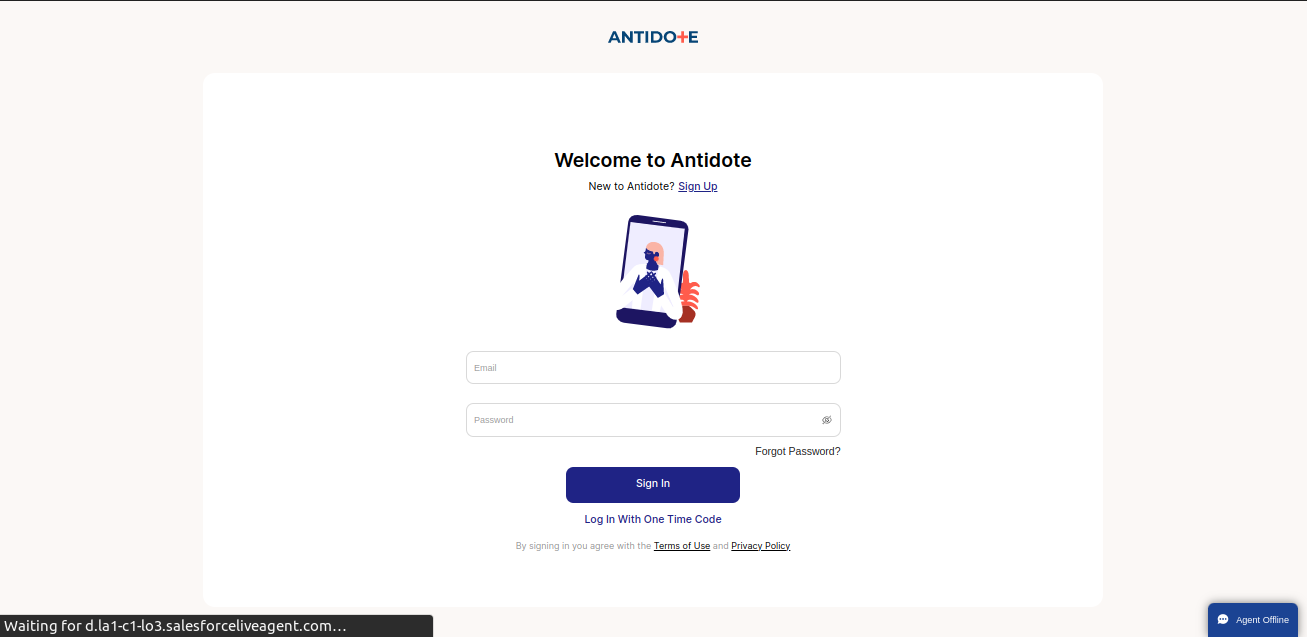 ANTIDOTE
Welcome to Antidote
New to Antidote? Sign Up
Email
Password
Forgot Password?
Sign In
Log In With One Time Code
By signing in you agree with the Terms of Use and Privacy Policy
Waiting for d.la1-c1-lo3.salesforceliveagent.com…
Agent Offline